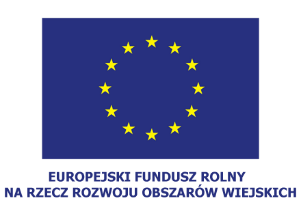 EUROPEJSKI FUNDUSZ ROLNY
NA RZECZ ROZWOJU OBSZARÓW WIEJSKICH